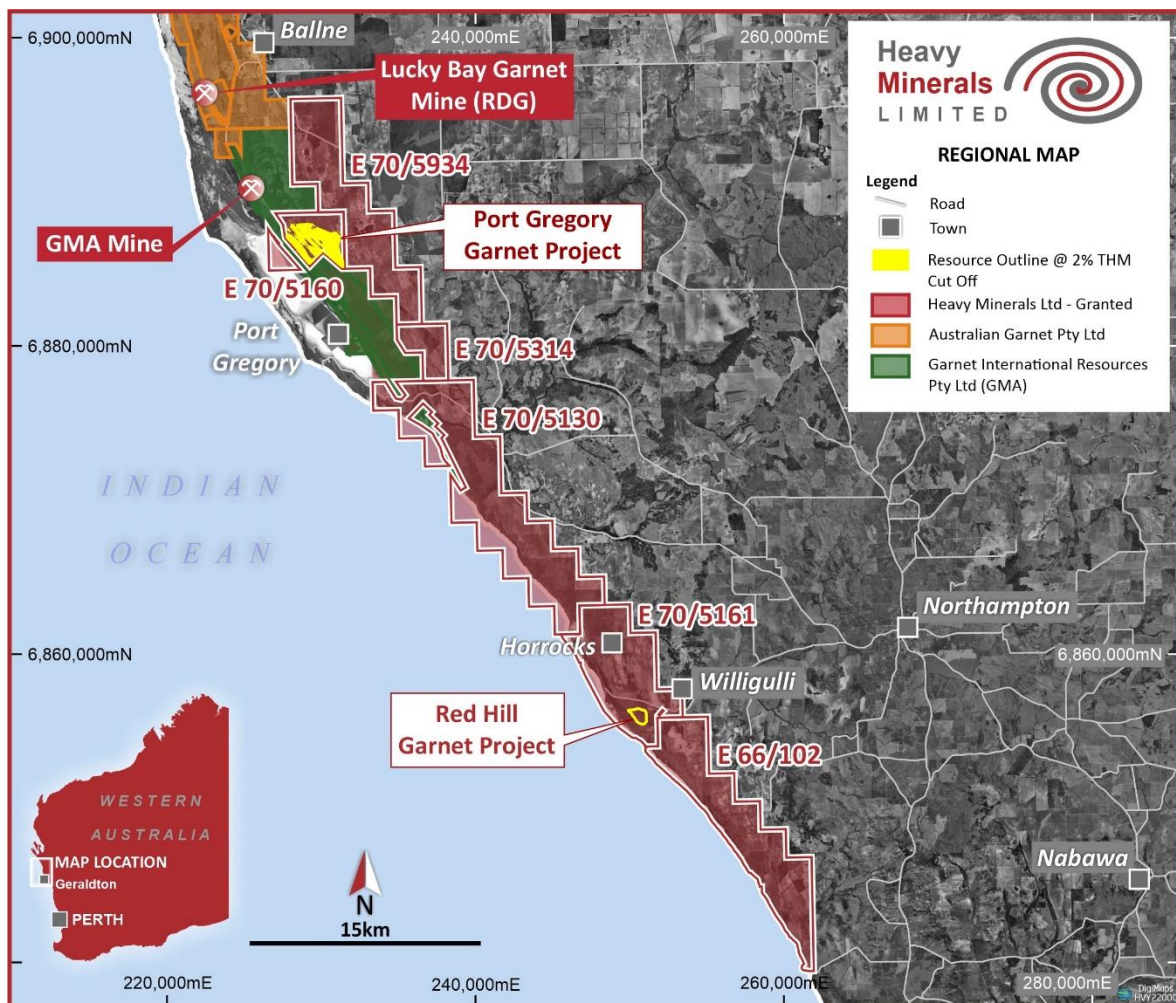 6,900,000mN
Ballne
240,000mE
260,000mE
Lucky Bay Garnet
Mine (RDG)
E 70/5934
GMA Mine
Port Gregory
Garnet Project
E 70/5160
Port
Gregory
6,880,000mN
E 70/5314
E 70/5130
INDIAN
OCEAN
E 70/5161
Horrocks
Northampton
6,860,000mN
6,860,000mN
Willigulli
Red Hill
Garnet Project
E 66/102
Nabawa
Heavy
Minerals
LIMITED
REGIONAL MAP
Legend
Road
Town
Resource Outline @ 2% THM
Cut Off
Heavy Minerals Ltd - Granted
Australian Garnet Pty Ltd
Garnet International Resources
Pty Ltd (GMA)
WESTERN
AUSTRALIA
MAP LOCATION
Geraldton
PERTH
N
15km
220,000mE
240,000mE
260,000mE
280,000mE
DigiMaps